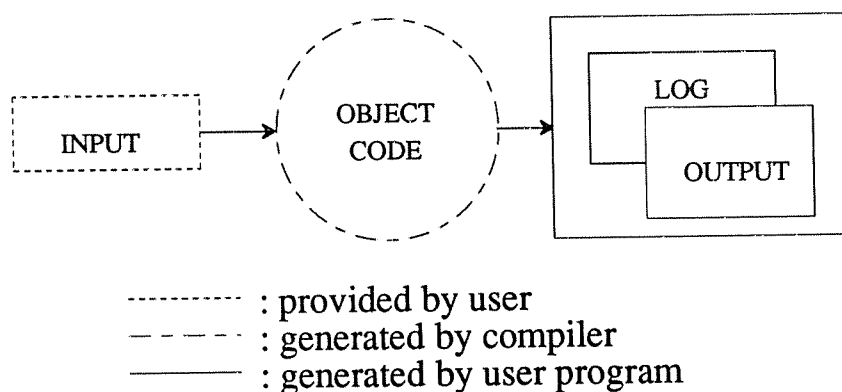 INPUT
OBJECT
CODE
LOG
OUTPUT
: provided by user
: generated by compiler
: generated by user program